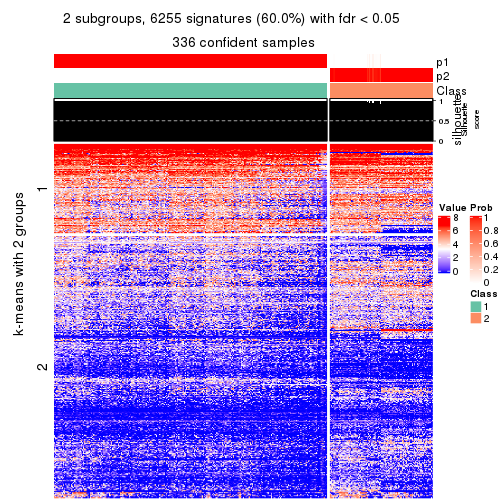 2 subgroups, 6255 signatures (60.0%) with fdr < 0.05
336 confident samples
p1
p2
Class
1
0.5
0
silhouette
Silhouette
score
k-means with 2 groups
1
2
Value
8
6
4
2
0
Prob
1
0.8
0.6
0.4
0.2
0
Class
1
2